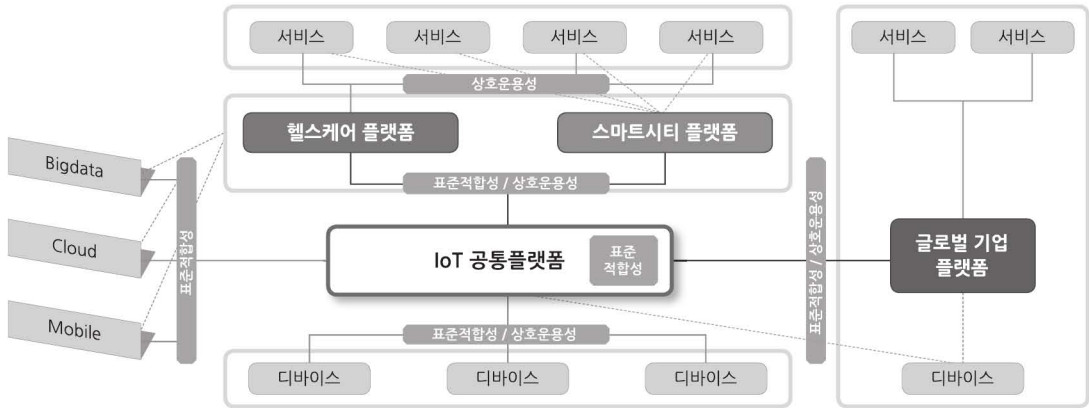 서비스
서비스
서비스
서비스
서비스
서비스
상호운용성
헬스케어 플랫폼
스마트시티 플랫폼
Bigdata
표준적합성 / 상호운용성
Cloud
표준적합성
IoT 공통플랫폼
표준
적합성
표준적합성 / 상호운용성
글로벌 기업
플랫폼
Mobile
표준적합성 / 상호운용성
디바이스
디바이스
디바이스
디바이스